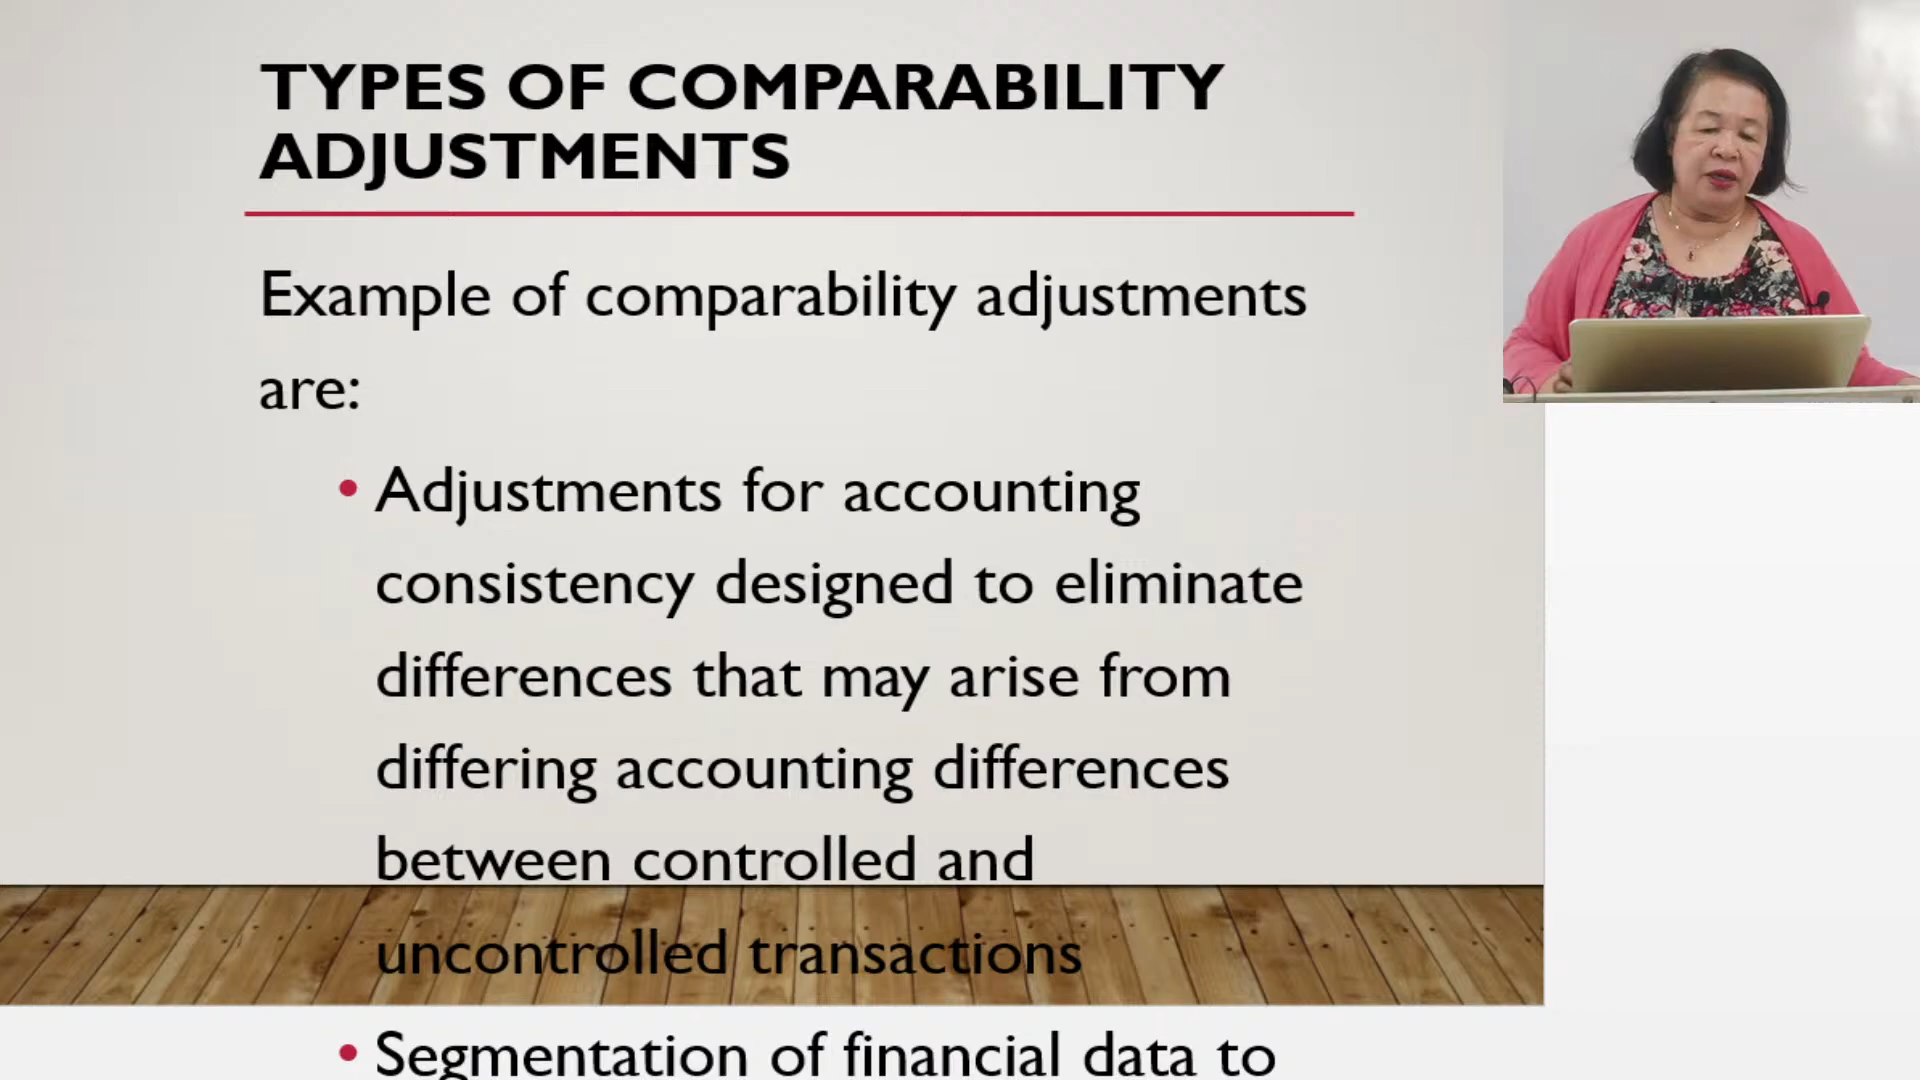 TYPES OF COMPARABILITY
ADJUSTMENTS
Example of comparability adjustments
are:
• Adjustments for accounting
consistency designed to eliminate
differences that may arise from
differing accounting differences
between controlled and
uncontrolled transactions
• Segmentation of financial data to